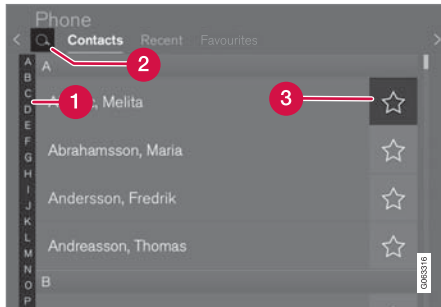 Phone
Contacts Recent Favourites
2
A
A
B
C
D
E
F
G
H
I
J
K
L
M
N
O
P
1
, Melita
3
Abrahamsson, Maria
Andersson, Fredrik
Andreasson, Thomas
B
G063316